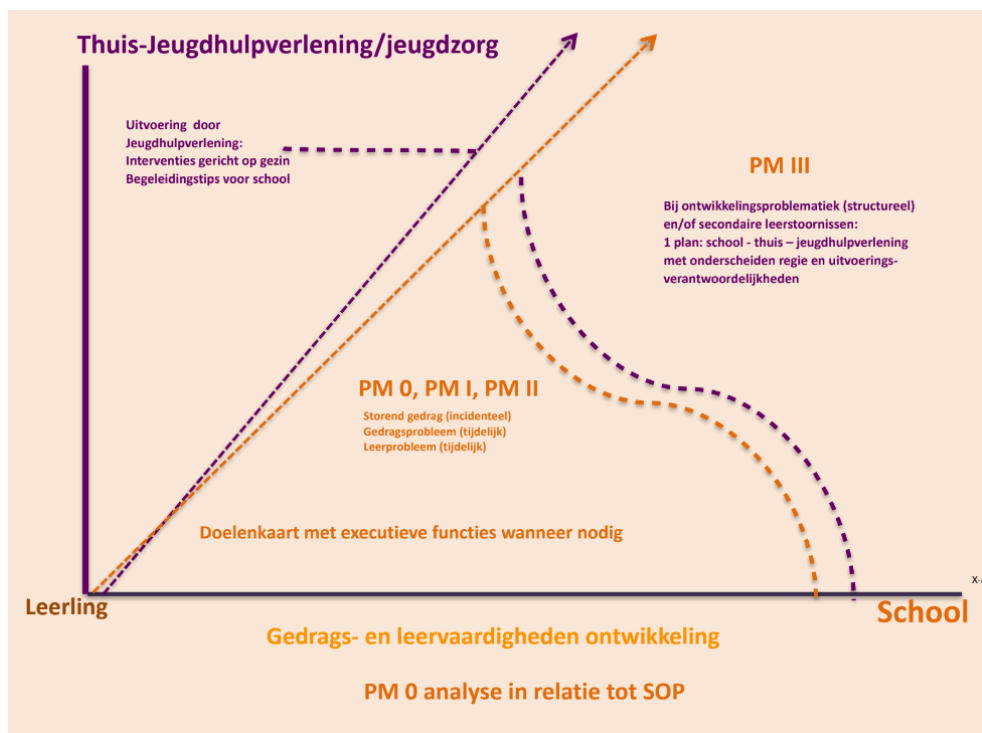 Thuis-Jeugdhulpverlening/jeugdzorg
Uitvoering door
Jeugdhulpverlening:
Interventies gericht op gezin
Begeleidingstips voor school
PM III
Bij ontwikkelingsproblematiek (structureel)
en/of secondaire leerstoornissen:
1 plan: school - thuis – jeugdhulpverlening
met onderscheiden regie en uitvoerings-
verantwoordelijkheden
PM 0, PM I, PM II
Storend gedrag (incidenteel)
Gedragsprobleem (tijdelijk)
Leerprobleem (tijdelijk)
Doelenkaart met executieve functies wanneer nodig
Leerling
School
Gedrags- en leervaardigheden ontwikkeling
PM 0 analyse in relatie tot SOP